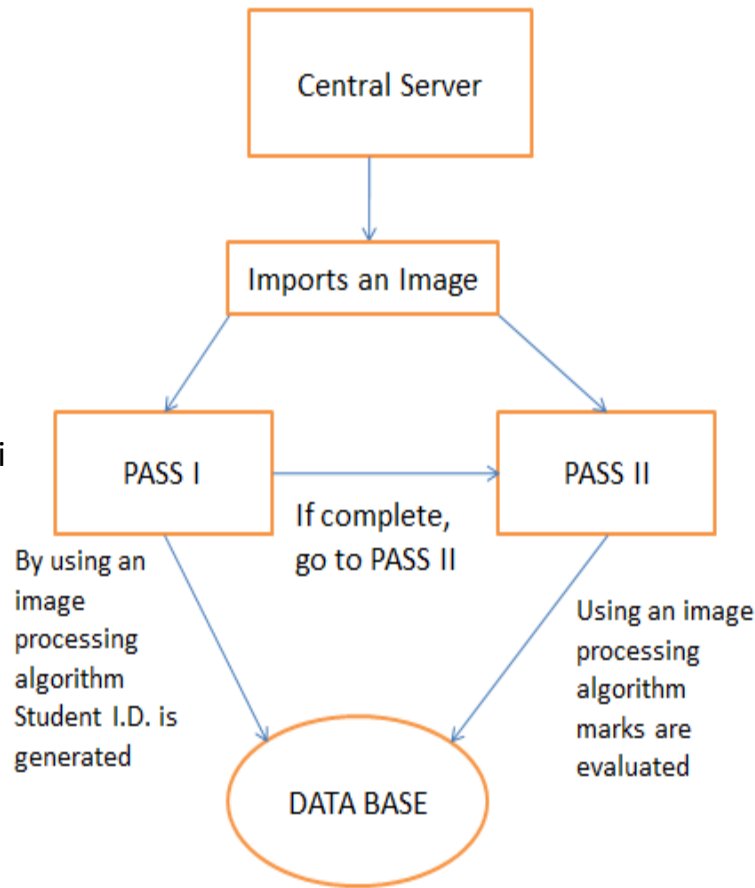 Central Server
Imports an Image
i
PASS I
PASS II
If complete,
go to PASS II
By using an
image
processing
algorithm
Student I.D. is
generated
Using an image
processing
algorithm
marks are
evaluated
DATA BASE